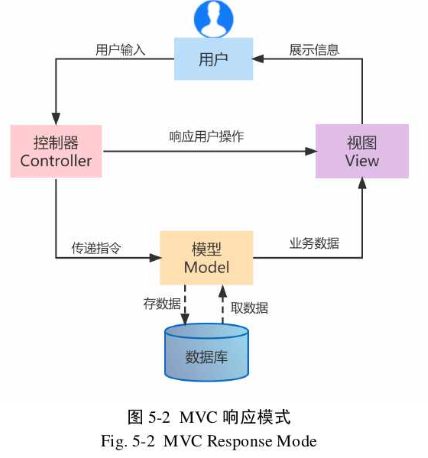 用户
用户输入
展示信息
控制器
Controller
响应用户操作
视图
View
传递指令
模型
Model
业务数据
存数据
取数据
数据库
图 5-2 MVC 响应模式
Fig. 5-2 MVC Response Mode